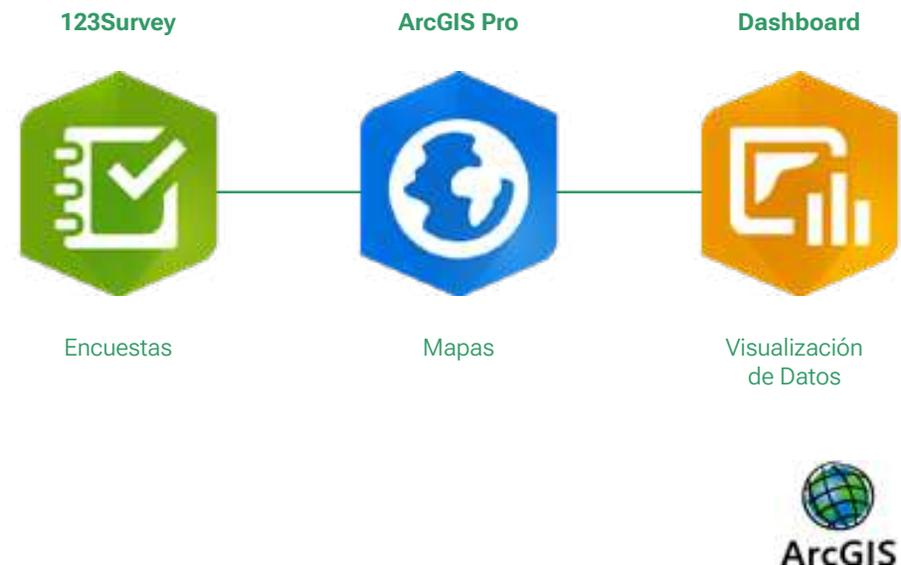 123Survey
ArcGIS Pro
Dashboard
Encuestas
Mapas
Visualización
de Datos
ArcGIS